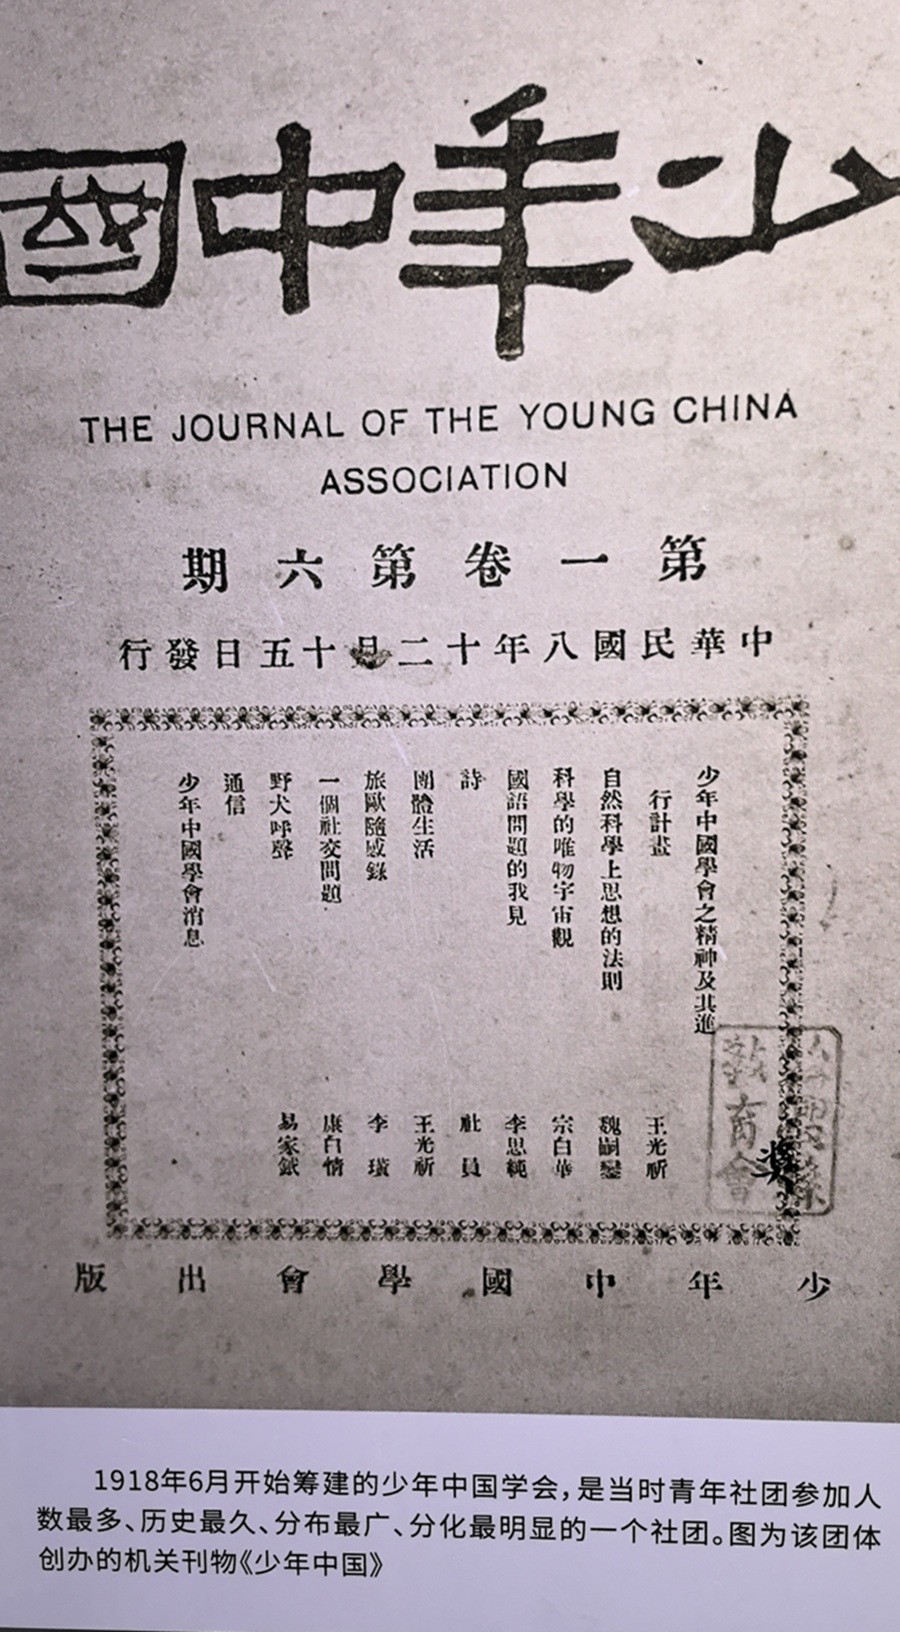 少年中國
THE JOURNAL OF THE YOUNG CHINA
ASSOCIATION
第一卷第六期
中華民國八年十二月十五日發行
少年中國學會之精神及其進
行計畫 王光祈
自然科學上思想的法則 魏嗣鑾
科學的唯物宇宙觀 宗白華
國語問題的我見 李思純
詩 社員
團體生活 王光祈
旅歐隨感錄 李璜
一個社交問題 康白情
野犬呼聲 易家鉞
通信
少年中國學會消息
教育會
少年中國學會出版
1918年6月开始筹建的少年中国学会，是当时青年社团参加人
数最多、历史最久、分布最广、分化最明显的一个社团。图为该团体
创办的机关刊物《少年中国》